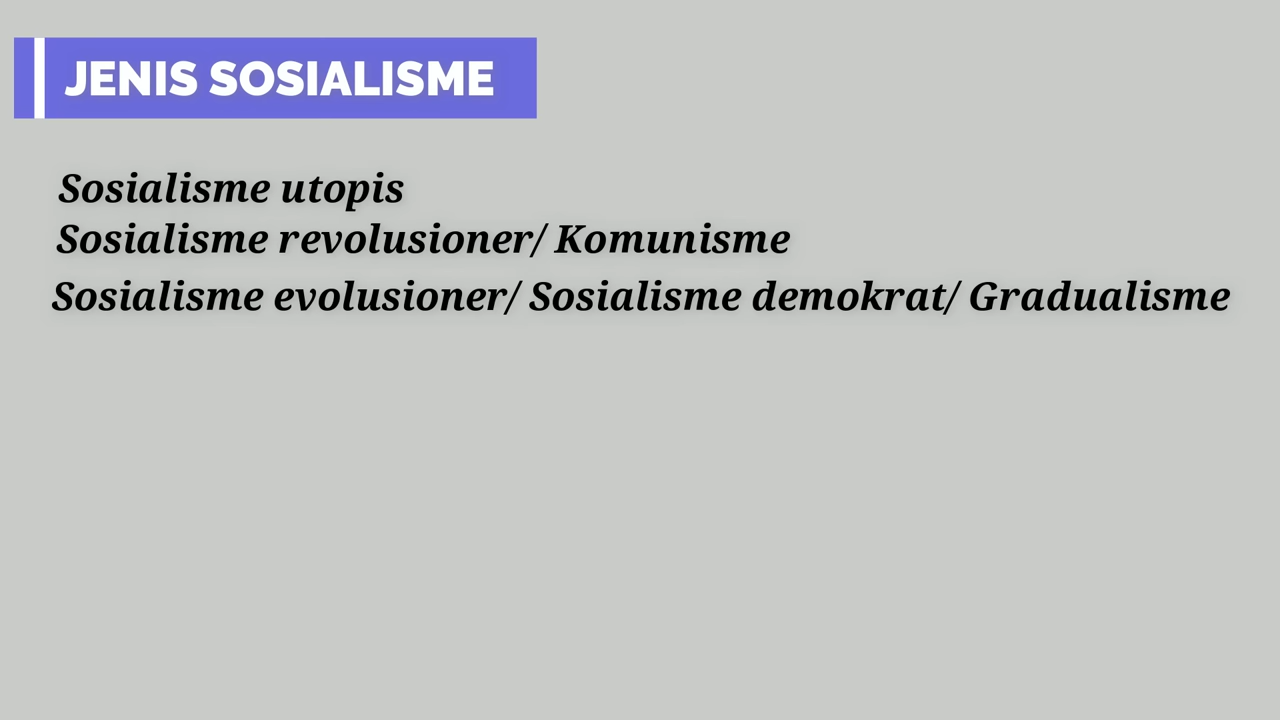 JENIS SOSIALISME
Sosialisme utopis
Sosialisme revolusioner/ Komunisme
Sosialisme evolusioner/ Sosialisme demokrat/ Gradualisme